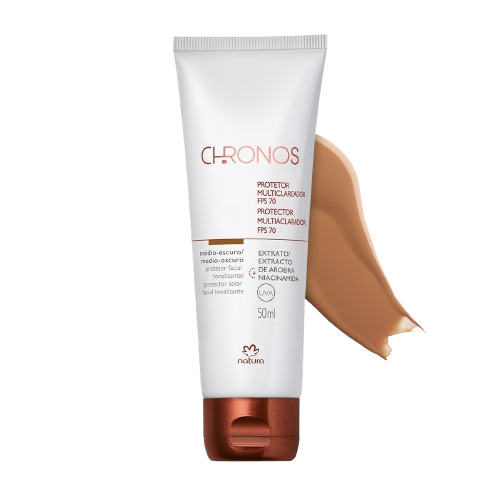 CHRONOS
PROTETOR
MULTICLAREADOR
FPS 70
PROTECTOR
MULTIACLARADOR
FPS 70
médio-escuro/
medio-oscuro
protetor facial
tonalizante/
protector solar
facial tonalizante
EXTRATO/
EXTRACTO
DE AROEIRA
+ NIACINAMIDA
UVA
50ml
natura